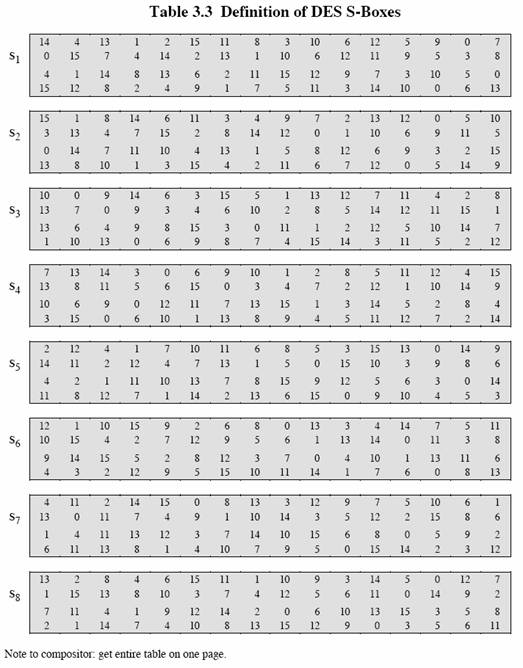 Table 3.3 Definition of DES S-Boxes
14 4 13 1 2 15 11 8 3 10 6 12 5 9 0 7
0 15 7 4 14 2 13 1 10 6 12 11 9 5 3 8
S1
4 1 14 8 13 6 2 11 15 12 9 7 3 10 5 0
15 12 8 2 4 9 1 7 5 11 3 14 10 0 6 13
15 1 8 14 6 11 3 4 9 7 2 13 12 0 5 10
3 13 4 7 15 2 8 14 12 0 1 10 6 9 11 5
S2
0 14 7 11 10 4 13 1 5 8 12 6 9 3 2 15
13 8 10 1 3 15 4 2 11 6 7 12 0 5 14 9
10 0 9 14 6 3 15 5 1 13 12 7 11 4 2 8
13 7 0 9 3 4 6 10 2 8 5 14 12 11 15 1
S3
13 6 4 9 8 15 3 0 11 1 2 12 5 10 14 7
1 10 13 0 6 9 8 7 4 15 14 3 11 5 2 12
7 13 14 3 0 6 9 10 1 2 8 5 11 12 4 15
13 8 11 5 6 15 0 3 4 7 2 12 1 10 14 9
S4
10 6 9 0 12 11 7 13 15 1 3 14 5 2 8 4
3 15 0 6 10 1 13 8 9 4 5 11 12 7 2 14
2 12 4 1 7 10 11 6 8 5 3 15 13 0 14 9
14 11 2 12 4 7 13 1 5 0 15 10 3 9 8 6
S5
4 2 1 11 10 13 7 8 15 9 12 5 6 3 0 14
11 8 12 7 1 14 2 13 6 15 0 9 10 4 5 3
12 1 10 15 9 2 6 8 0 13 3 4 14 7 5 11
10 15 4 2 7 12 9 5 6 1 13 14 0 11 3 8
S6
9 14 15 5 2 8 12 3 7 0 4 10 1 13 11 6
4 3 2 12 9 5 15 10 11 14 1 7 6 0 8 13
4 11 2 14 15 0 8 13 3 12 9 7 5 10 6 1
13 0 11 7 4 9 1 10 14 3 5 12 2 15 8 6
S7
1 4 11 13 12 3 7 14 10 15 6 8 0 5 9 2
6 11 13 8 1 4 10 7 9 5 0 15 14 2 3 12
13 2 8 4 6 15 11 1 10 9 3 14 5 0 12 7
1 15 13 8 10 3 7 4 12 5 6 11 0 14 9 2
S8
7 11 4 1 9 12 14 2 0 6 10 13 15 3 5 8
2 1 14 7 4 10 8 13 15 12 9 0 3 5 6 11
Note to compositor: get entire table on one page.